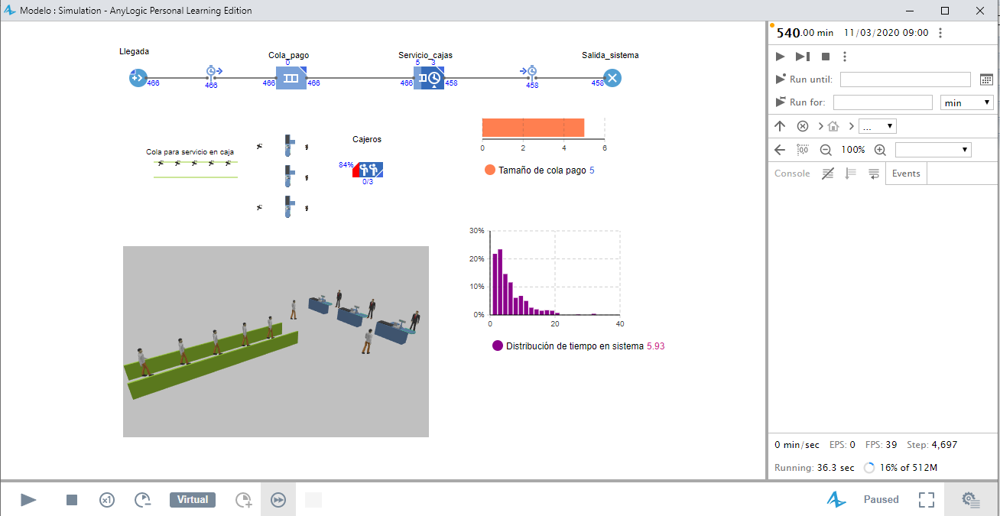 Modelo : Simulation - AnyLogic Personal Learning Edition
540.00 min 11/03/2020 09:00
Llegada
Cola_pago
Servicio_cajas
Salida_sistema
0
5 3
466
466
466
466
466
458
458
458
Run until:
Run for:
min
...
100%
Console
Events
Cola para servicio en caja
Cajeros
84%
0/3
0 2 4 6
Tamaño de cola pago 5
30%
20%
10%
0%
0 20 40
Distribución de tiempo en sistema 5.93
0 min/sec EPS: 0 FPS: 39 Step: 4,697
Running: 36.3 sec 16% of 512M
x1
Virtual
Paused